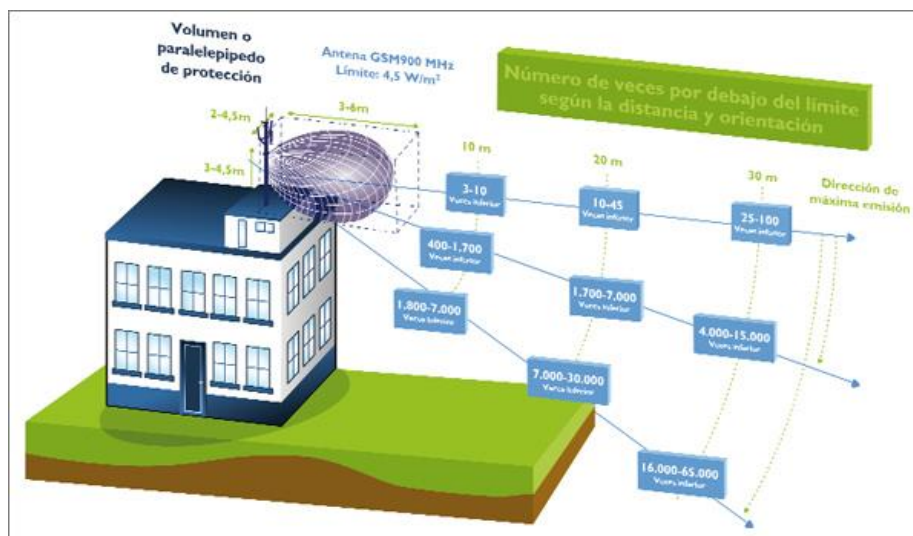 Volumen o
paralelepipedo
de protección
Antena GSM900 MHz
Límite: 4,5 W/m²
Número de veces por debajo del límite
según la distancia y orientación
3-6m
2-4,5m
3-4,5m
10 m
20 m
30 m
Dirección de
máxima emisión
3-10
Veces inferior
10-45
Veces inferior
25-100
Veces inferior
400-1.700
Veces inferior
1.700-7.000
Veces inferior
4.000-15.000
Veces inferior
1.800-7.000
Veces inferior
7.000-30.000
Veces inferior
16.000-65.000
Veces inferior